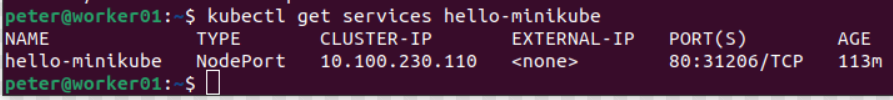 peter@worker01:~$ kubectl get services hello-minikube
NAME TYPE CLUSTER-IP EXTERNAL-IP PORT(S) AGE
hello-minikube NodePort 10.100.230.110 <none> 80:31206/TCP 113m
peter@worker01:~$